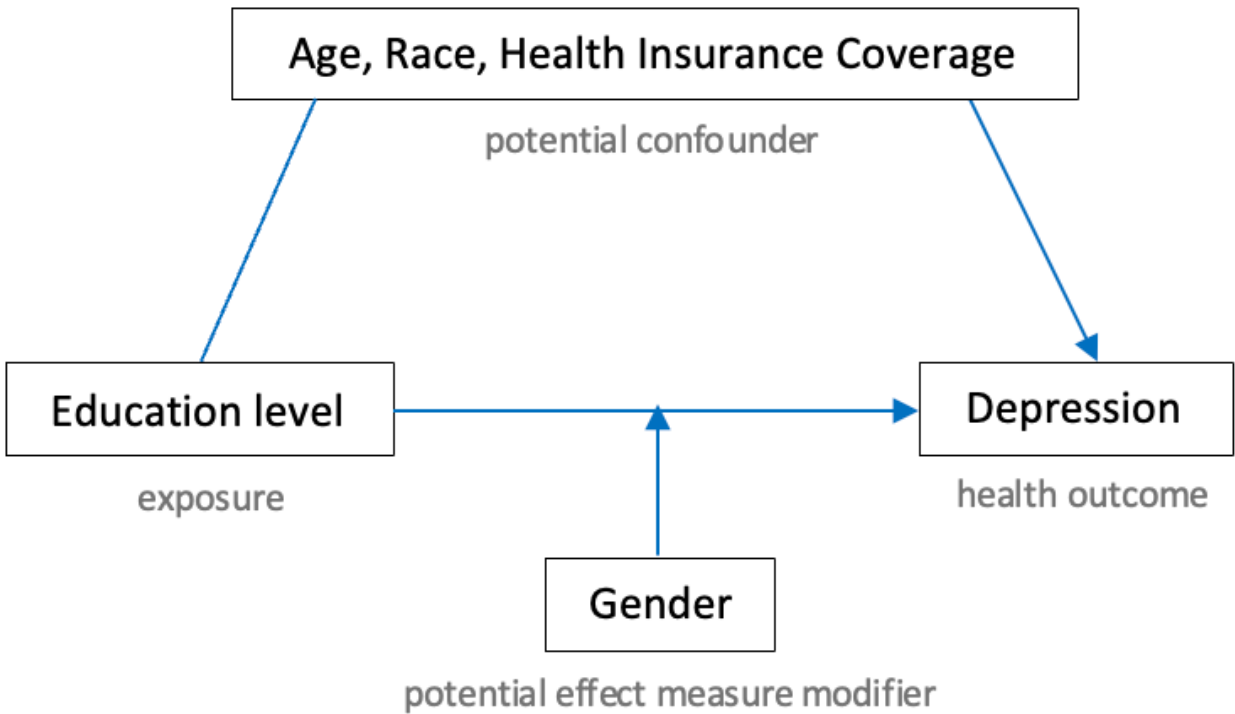 Age, Race, Health Insurance Coverage
potential confounder
Education level
exposure
Depression
health outcome
Gender
potential effect measure modifier